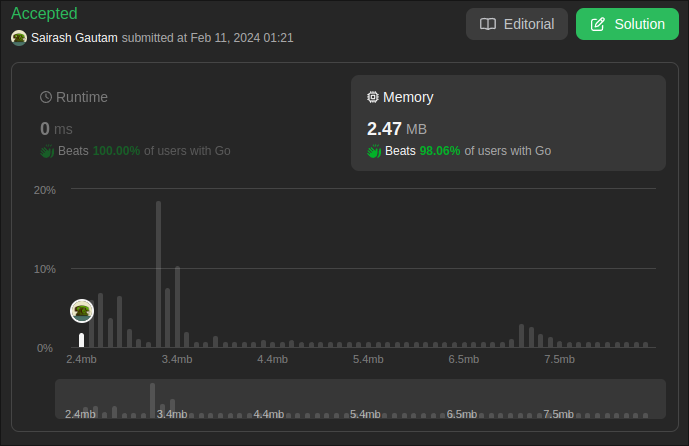 Accepted
Sairash Gautam submitted at Feb 11, 2024 01:21
Editorial
Solution
Runtime
0 ms
Beats 100.00% of users with Go
Memory
2.47 MB
Beats 98.06% of users with Go
20%
10%
0%
2.4mb 3.4mb 4.4mb 5.4mb 6.5mb 7.5mb
2.4mb 3.4mb 4.4mb 5.4mb 6.5mb 7.5mb